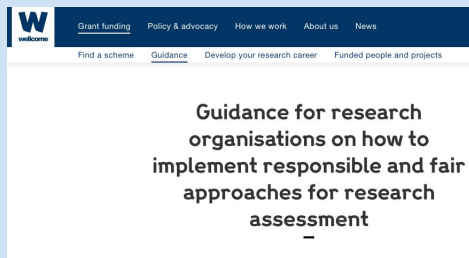 W
wellcome
Grant funding Policy & advocacy How we work About us News
Find a scheme Guidance Develop your research career Funded people and projects
Guidance for research
organisations on how to
implement responsible and fair
approaches for research
assessment